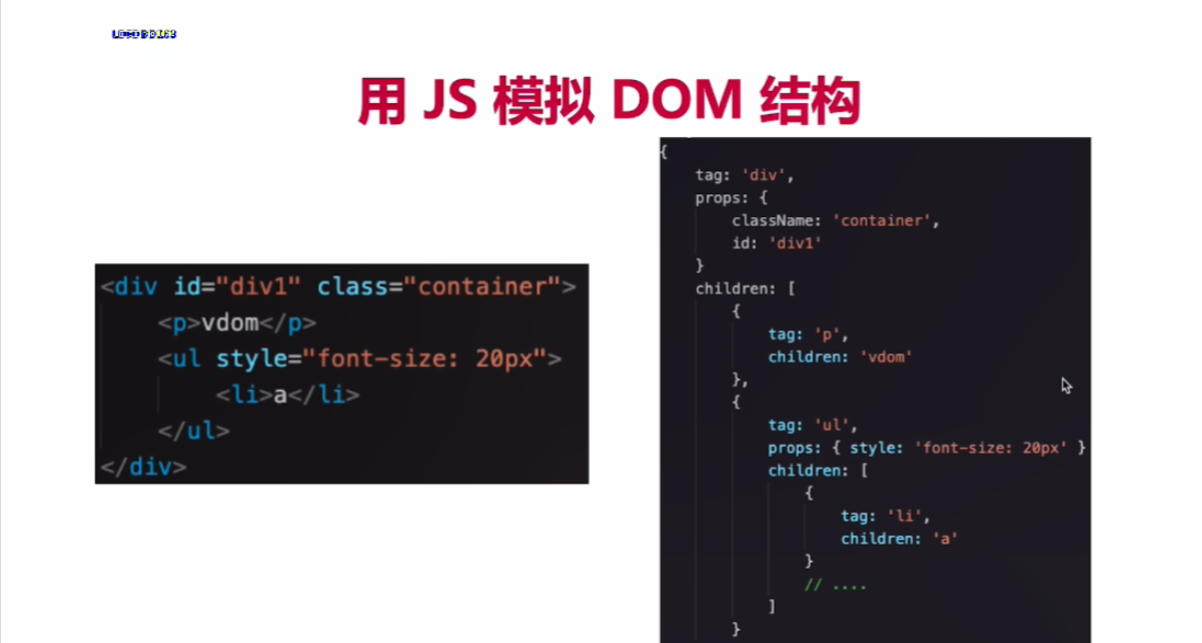 用 JS 模拟 DOM 结构
<div id="div1" class="container">
    <p>vdom</p>
    <ul style="font-size: 20px">
        <li>a</li>
    </ul>
</div>
{
    tag: 'div',
    props: {
        className: 'container',
        id: 'div1'
    }
    children: [
        {
            tag: 'p',
            children: 'vdom'
        },
        {
            tag: 'ul',
            props: { style: 'font-size: 20px' }
            children: [
                {
                    tag: 'li',
                    children: 'a'
                }
                // ....
            ]
        }